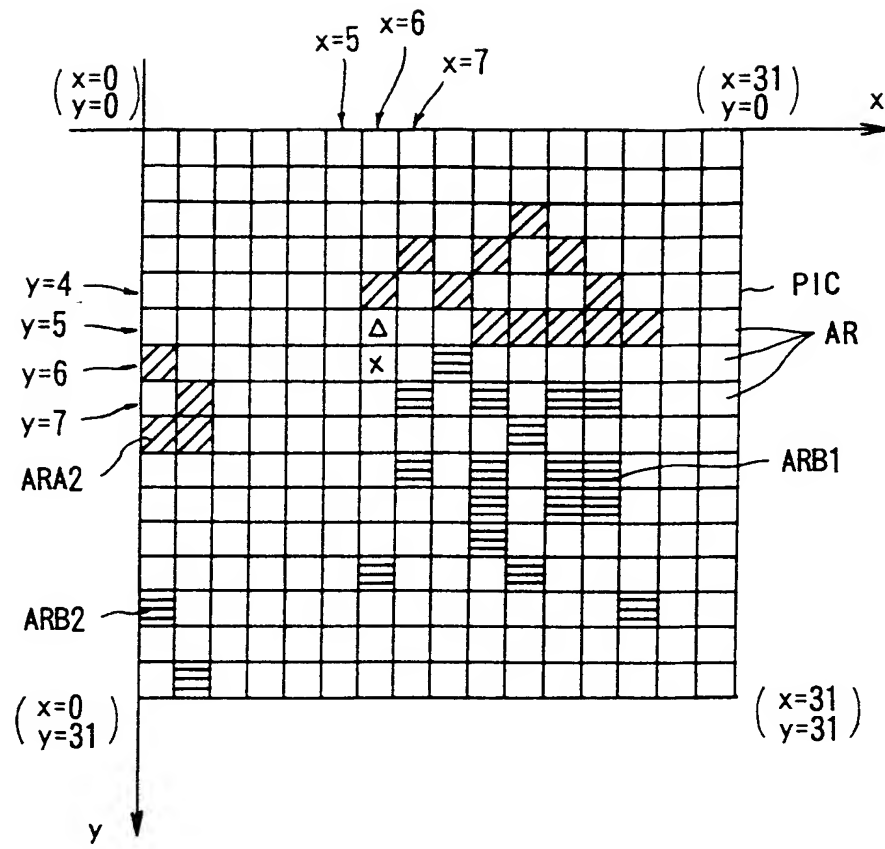 x=5
x=6
x=7
(x=0
y=0)
(x=31
y=0)
x
y=4
PIC
y=5
Δ
AR
y=6
x
y=7
ARA2
ARB1
ARB2
(x=0
y=31)
(x=31
y=31)
y